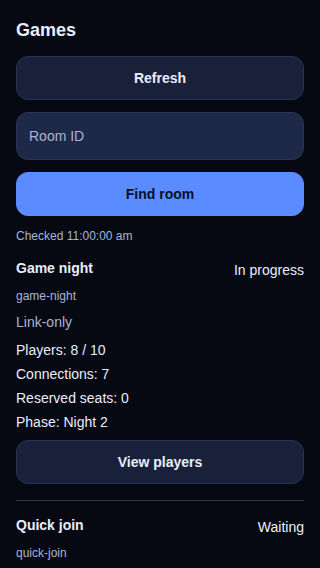 Games
Refresh
Room ID
Find room
Checked 11:00:00 am
Game night
In progress
game-night
Link-only
Players: 8 / 10
Connections: 7
Reserved seats: 0
Phase: Night 2
View players
Quick join
Waiting
quick-join